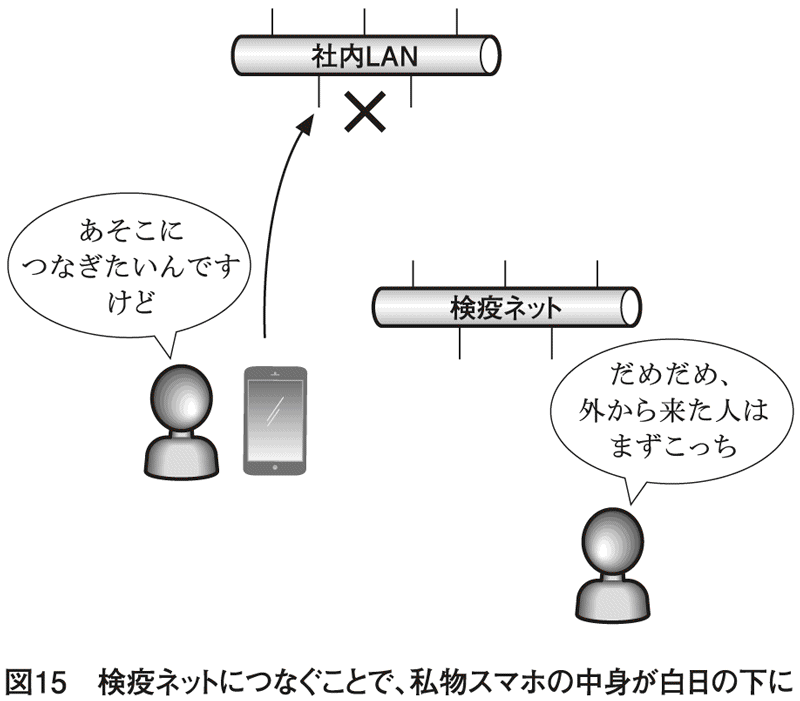 社内LAN
あそこに
つなぎたいんです
けど
検疫ネット
だめだめ、
外から来た人は
まずこっち
図15 検疫ネットにつなぐことで、私物スマホの中身が白日の下に